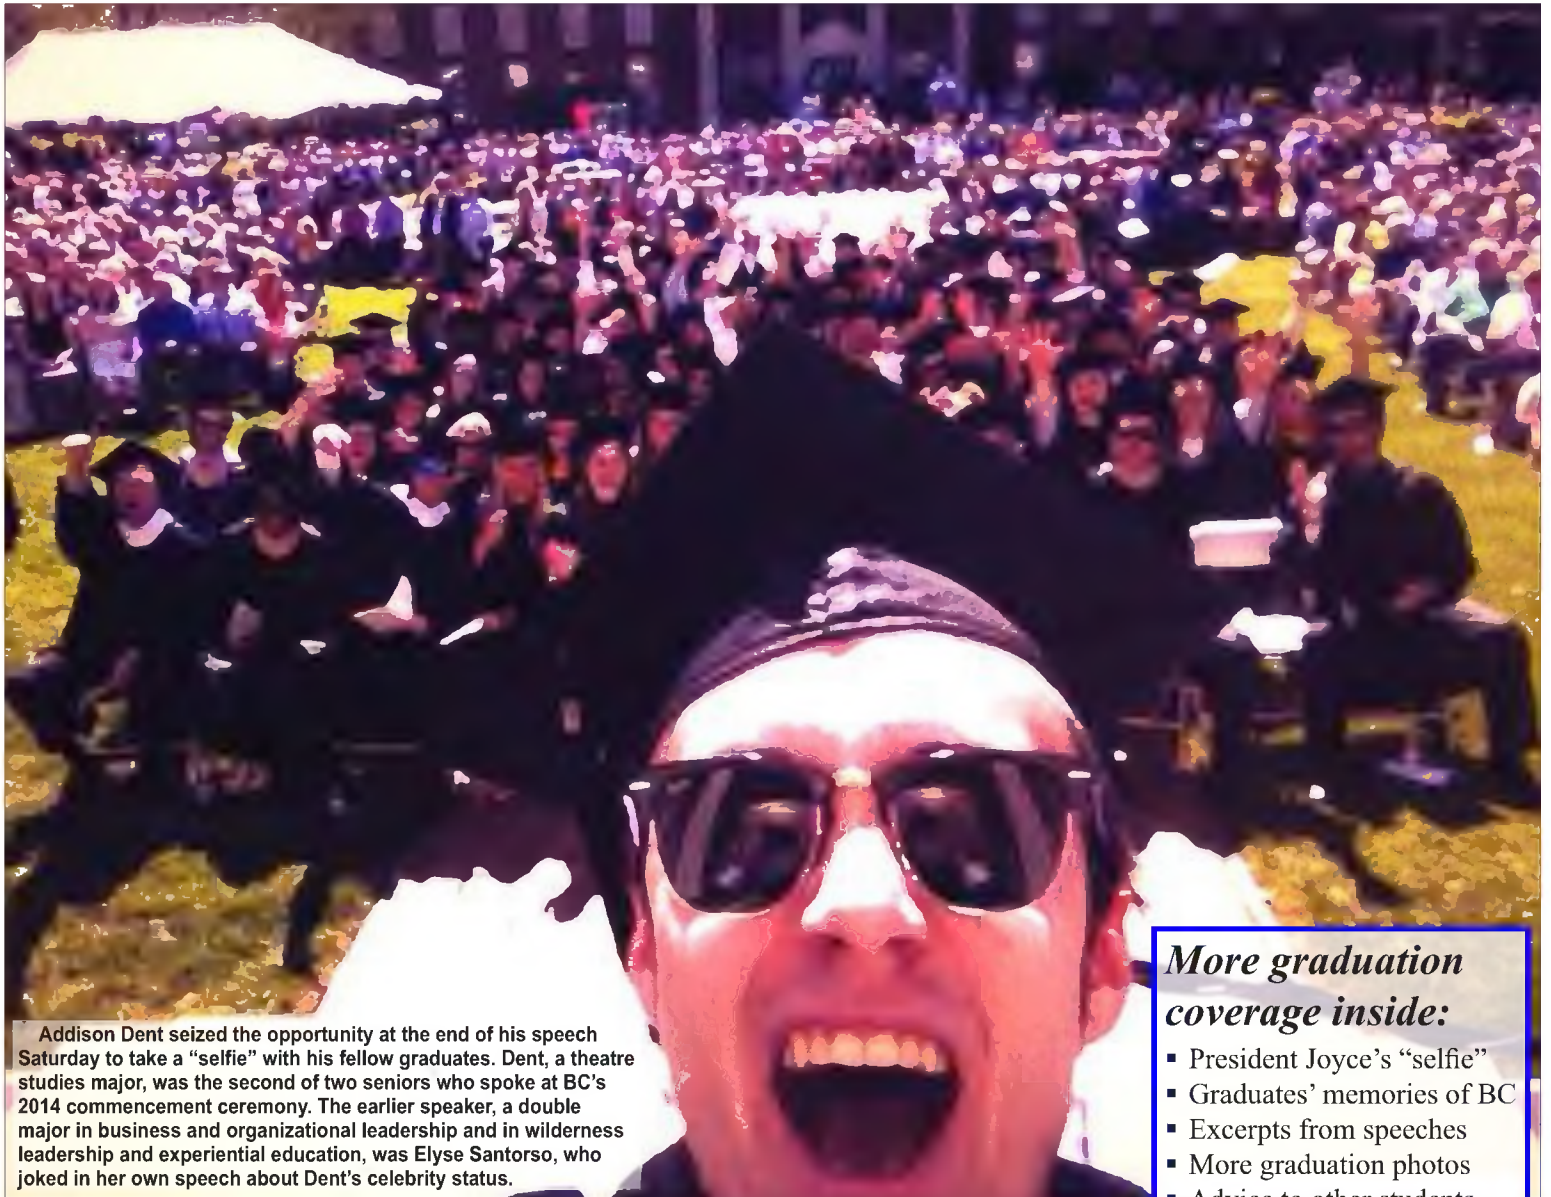 Addison Dent seized the opportunity at the end of his speech
Saturday to take a “selfie” with his fellow graduates. Dent, a theatre
studies major, was the second of two seniors who spoke at BC’s
2014 commencement ceremony. The earlier speaker, a double
major in business and organizational leadership and in wilderness
leadership and experiential education, was Elyse Santorso, who
joked in her own speech about Dent’s celebrity status.
More graduation
coverage inside:
▪ President Joyce’s “selfie”
▪ Graduates’ memories of BC
▪ Excerpts from speeches
▪ More graduation photos
▪ Advice to other students